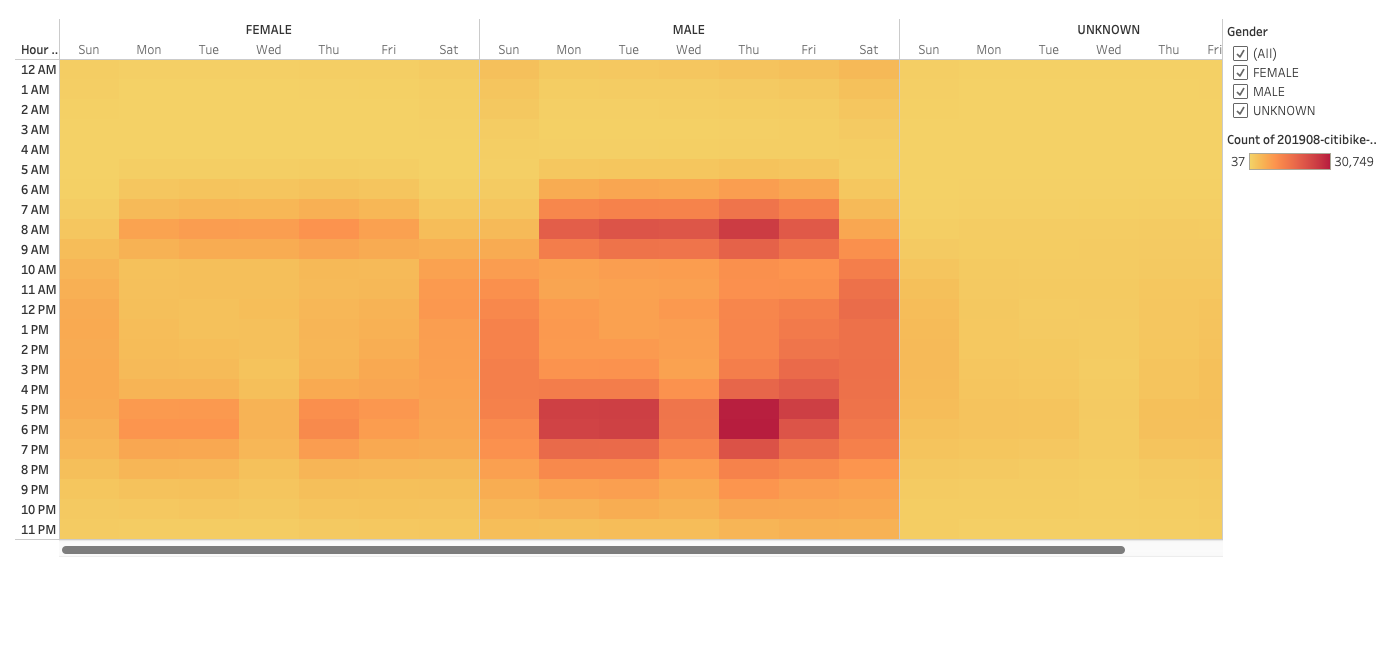 FEMALE MALE UNKNOWN
Hour .. Sun Mon Tue Wed Thu Fri Sat Sun Mon Tue Wed Thu Fri Sat Sun Mon Tue Wed Thu Fri
12 AM
1 AM
2 AM
3 AM
4 AM
5 AM
6 AM
7 AM
8 AM
9 AM
10 AM
11 AM
12 PM
1 PM
2 PM
3 PM
4 PM
5 PM
6 PM
7 PM
8 PM
9 PM
10 PM
11 PM
Gender
(All)
FEMALE
MALE
UNKNOWN
Count of 201908-citibike-..
37 30,749